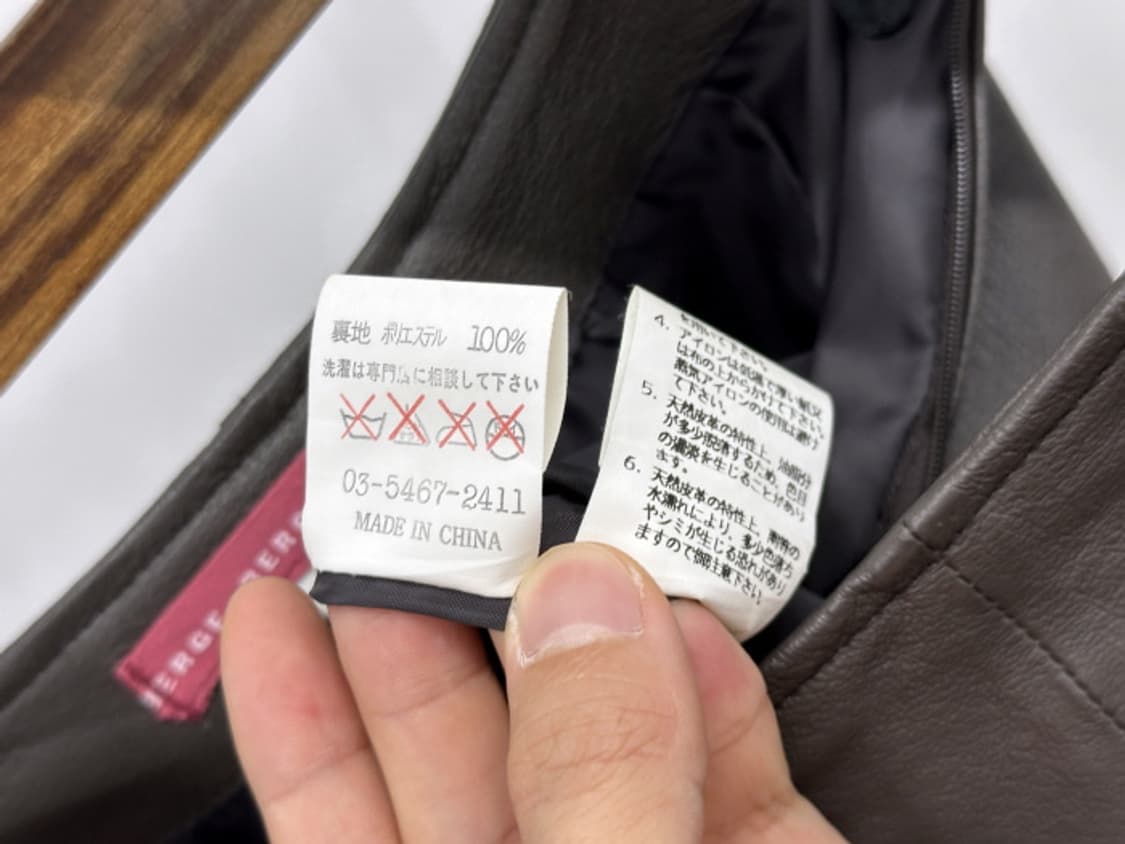 裏地 ポリエステル 100%
洗濯は専門店に相談して下さい
03-5467-2411
MADE IN CHINA
4.
アイロンは低温で薄い紙又
は布の上からかけて下さい。
蒸気アイロンの使用は避け
て下さい。
5. 天然皮革の特性上、油脂分
が多少脱落するため、色目
の濃淡を生じることがあり
ます。
6. 天然皮革の特性上、雨等の
水濡れにより、多少色落ち
やシミが生じる恐れがあり
ますので御注意下さい。
BERGE